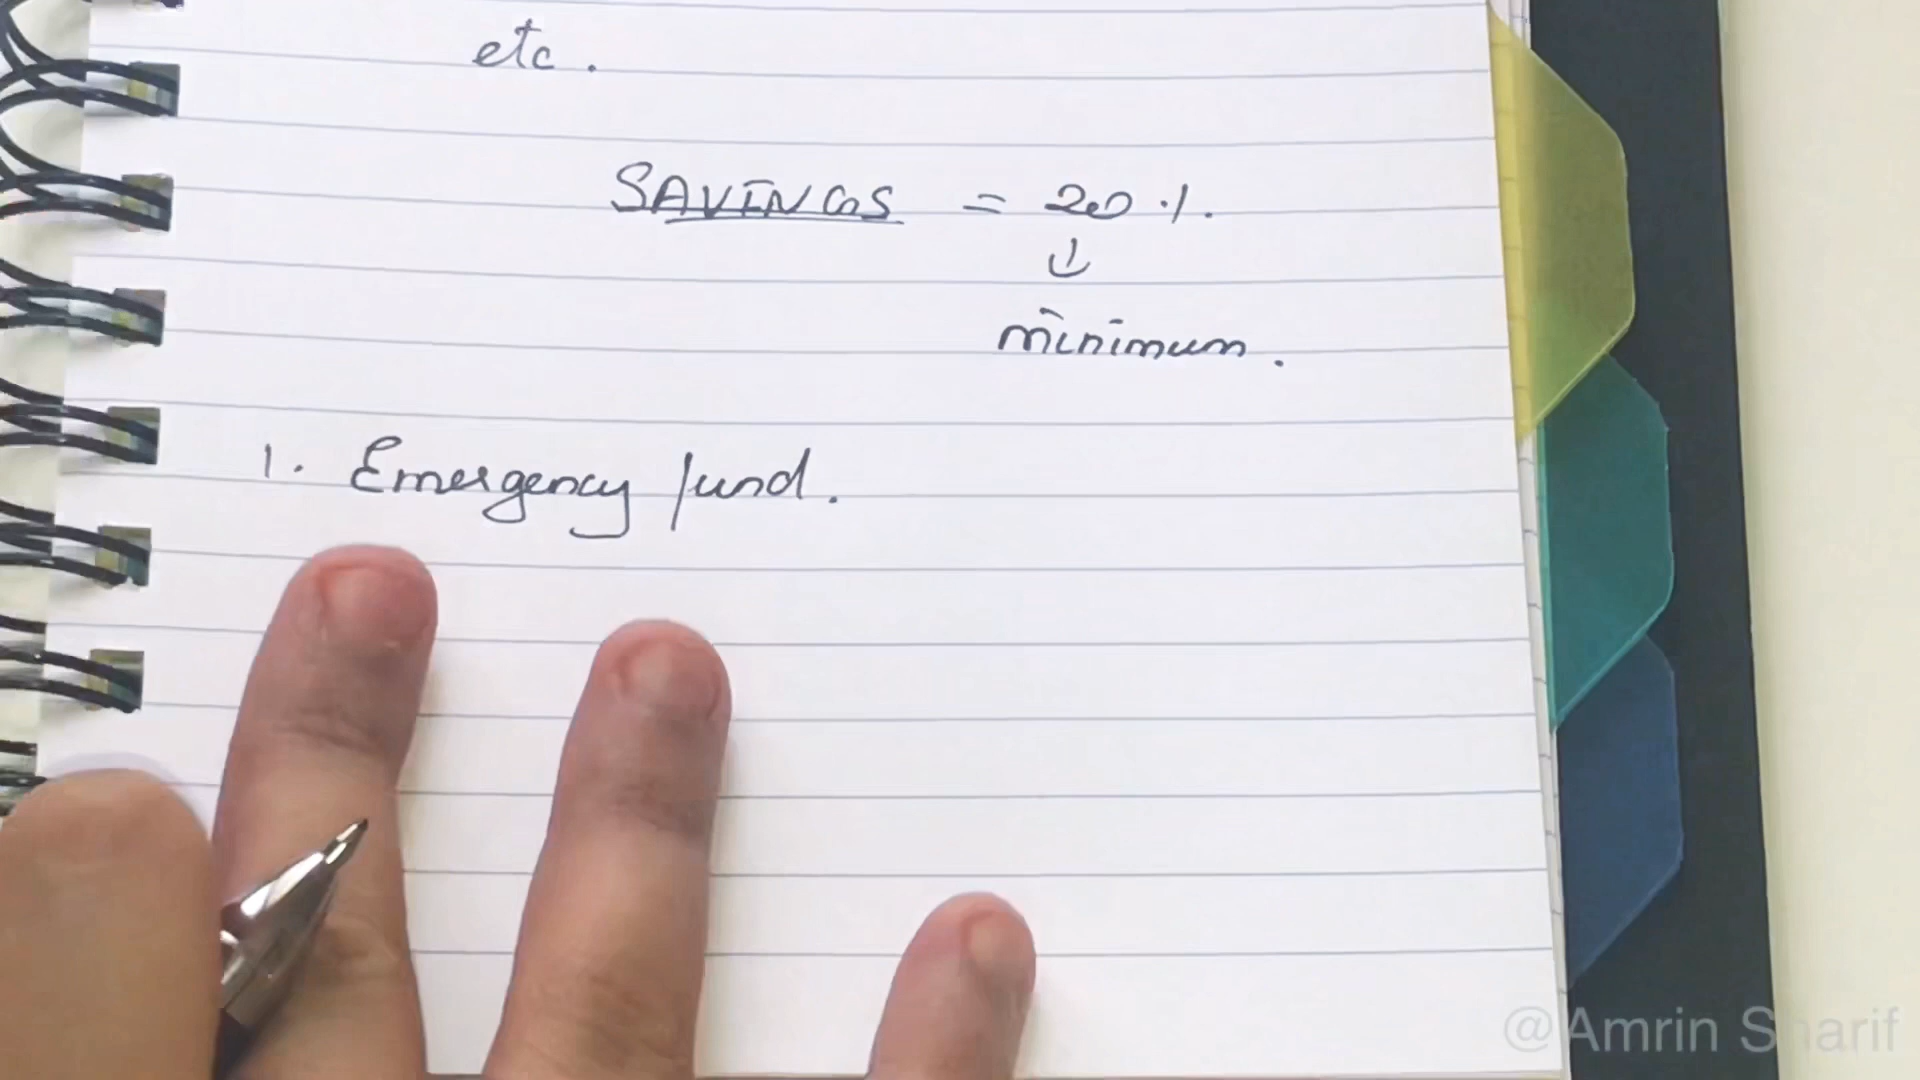 etc.
SAVINGS = 20%.
↓
minimum.
1. Emergency fund.
@Amrin Sharif